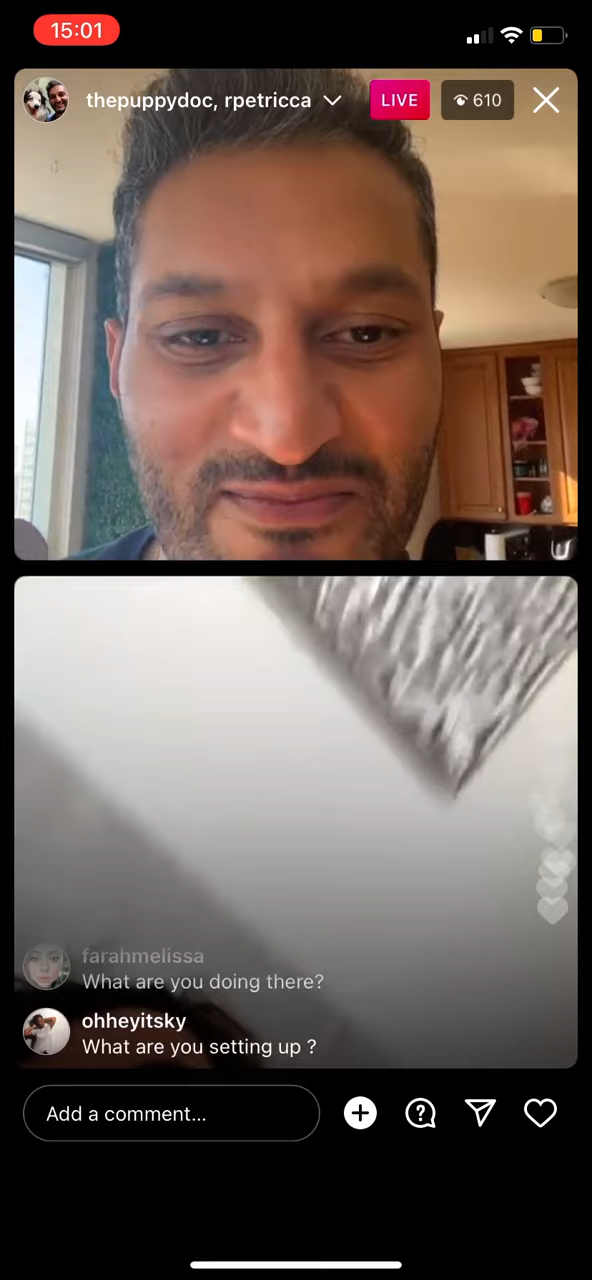 15:01
thepuppydoc, rpetricca
LIVE
610
farahmelissa
What are you doing there?
ohheyitsky
What are you setting up ?
Add a comment...